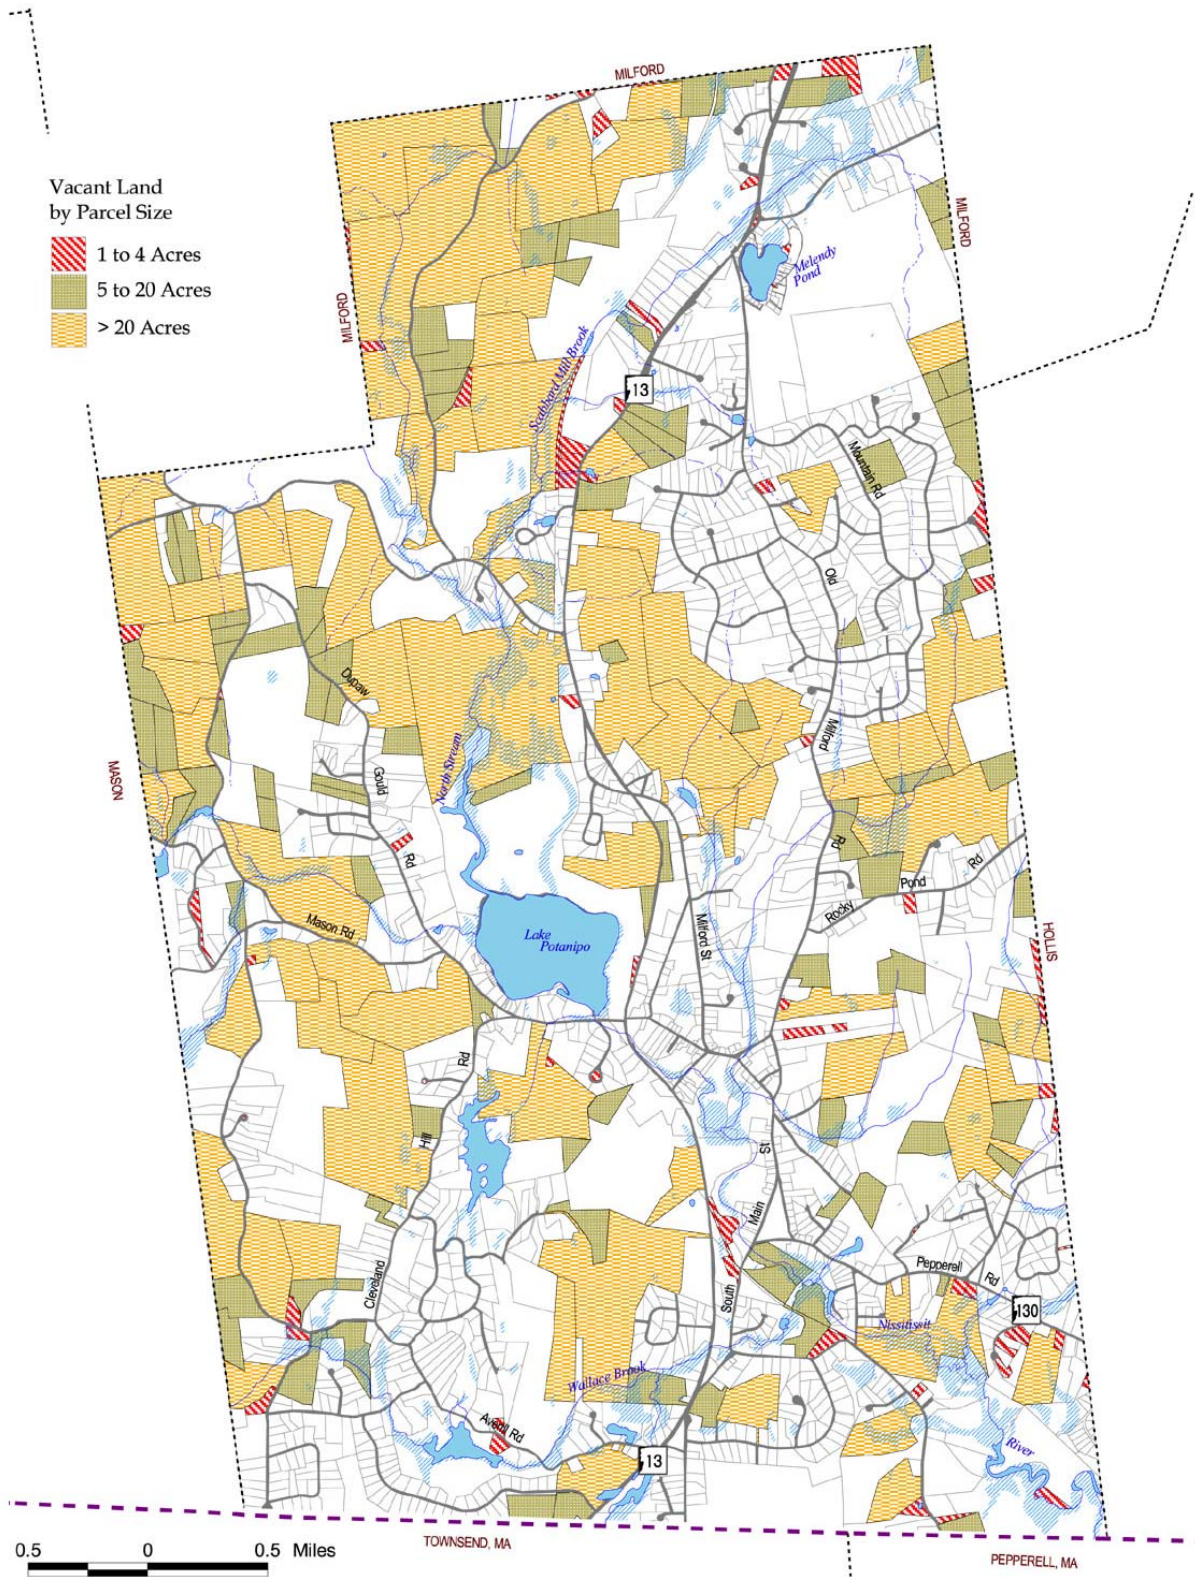 MILFORD
Vacant Land
by Parcel Size
1 to 4 Acres
5 to 20 Acres
> 20 Acres
MILFORD
MILFORD
Melendy
Pond
Scabbard Mill Brook
13
Mountain Rd
Old
Dupaw
Milford
North Stream
MASON
Gould
Rd
Rd
Pond
Rd
Rocky
Mason Rd
Milford St
Lake
Potanipo
HOLLIS
Rd
Hill
St
Main
Pepperell
Rd
Cleveland
South
130
Nissitissit
Wallace Brook
Averill Rd
13
River
TOWNSEND, MA
PEPPERELL, MA
0.5 0 0.5 Miles